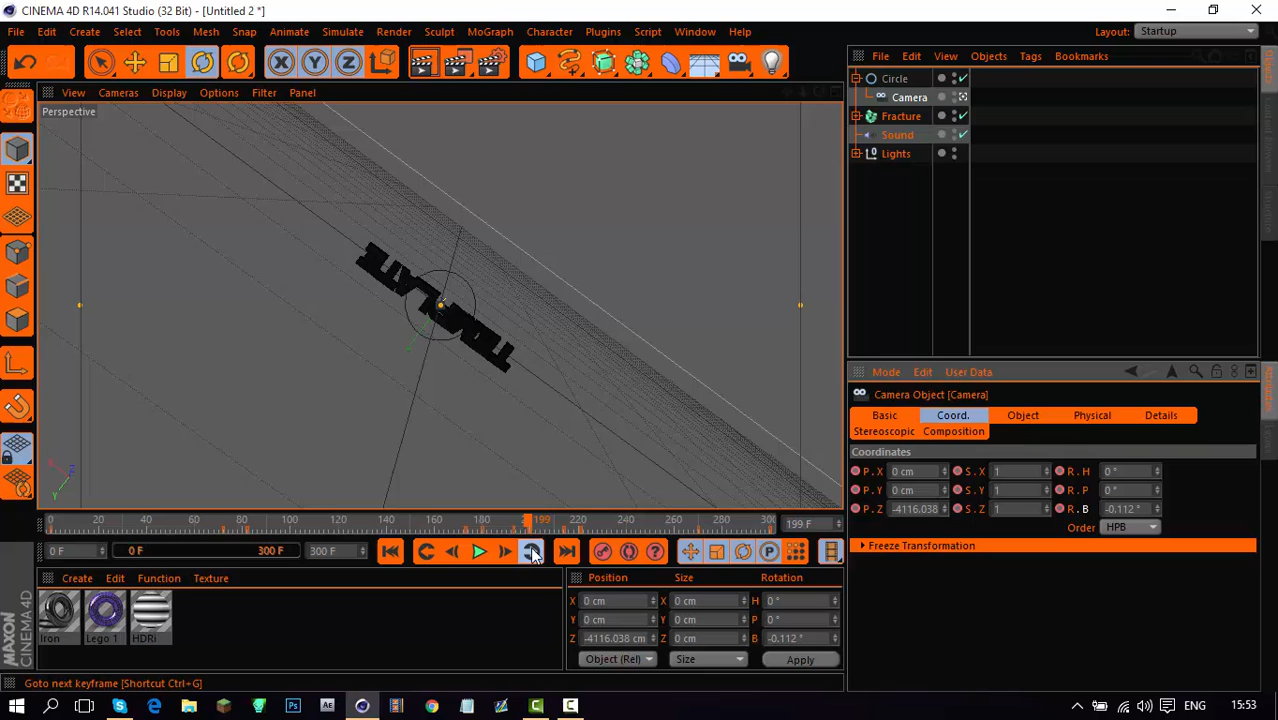 CINEMA 4D R14.041 Studio (32 Bit) - [Untitled 2 *]
File Edit Create Select Tools Mesh Snap Animate Simulate Render Sculpt MoGraph Character Plugins Script Window Help Layout: Startup
File Edit View Objects Tags Bookmarks
View Cameras Display Options Filter Panel
Perspective
Circle
Camera
Fracture
Sound
Lights
Mode Edit User Data
Camera Object [Camera]
Basic Coord. Object Physical Details
Stereoscopic Composition
Coordinates
P . X 0 cm S . X 1 R . H 0 °
P . Y 0 cm S . Y 1 R . P 0 °
P . Z -4116.038 S . Z 1 R . B -0.112 °
Order HPB
Freeze Transformation
X Y Z
X Z
Y
0 20 40 60 80 100 120 140 160 180 199 220 240 260 280 300 199 F
0 F 0 F 300 F 300 F
Create Edit Function Texture
Iron Lego 1 HDRi
Position Size Rotation
X 0 cm X 0 cm H 0 °
Y 0 cm Y 0 cm P 0 °
Z -4116.038 cm Z 0 cm B -0.112 °
Object (Rel) Size Apply
MAXON
CINEMA 4D
Goto next keyframe [Shortcut Ctrl+G]
Ps Ae ENG 15:53